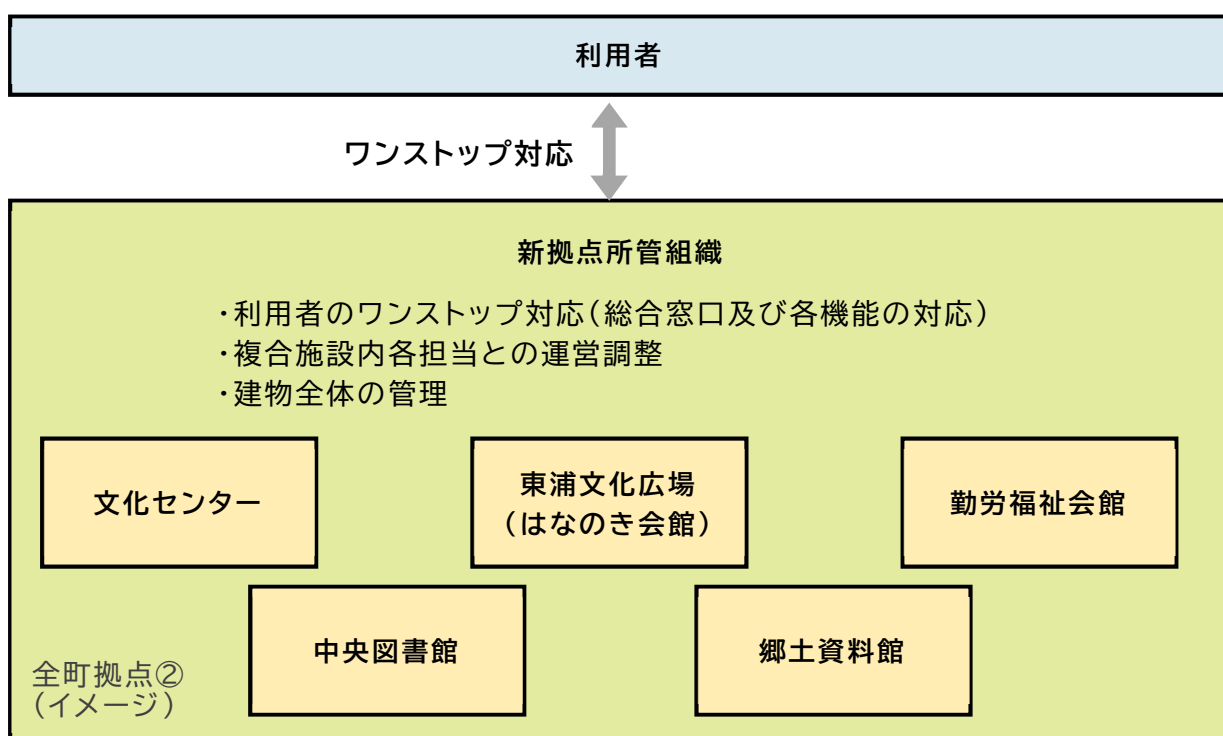 利用者
ワンストップ対応
新拠点所管組織
・利用者のワンストップ対応（総合窓口及び各機能の対応）
・複合施設内各担当との運営調整
・建物全体の管理
文化センター
東浦文化広場
（はなのき会館）
勤労福祉会館
中央図書館
郷土資料館
全町拠点②
（イメージ）